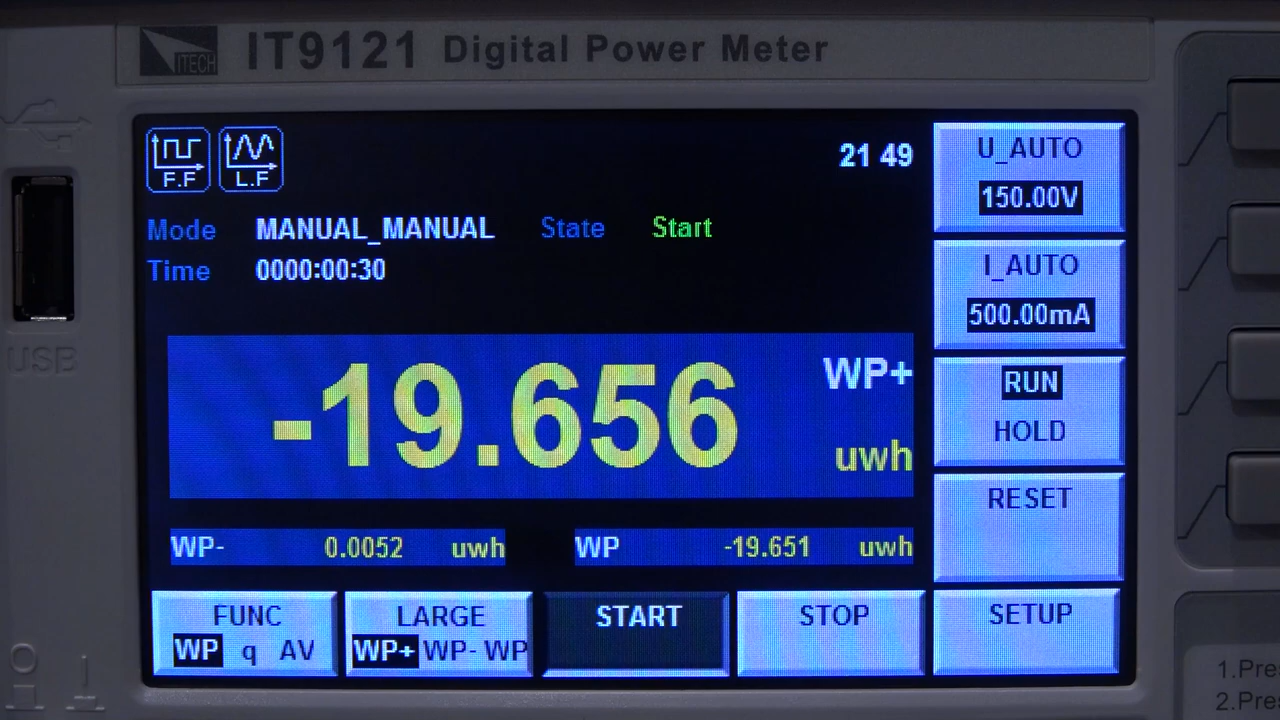 ITECH IT9121 Digital Power Meter
F.F L.F 21 49
U_AUTO
150.00V
Mode MANUAL_MANUAL State Start
Time 0000:00:30
I_AUTO
500.00mA
-19.656 WP+
uwh
RUN
HOLD
RESET
WP- 0.0052 uwh WP -19.651 uwh
FUNC
WP q AV
LARGE
WP+ WP- WP
START
STOP
SETUP
USB
1.Pre
2.Pre